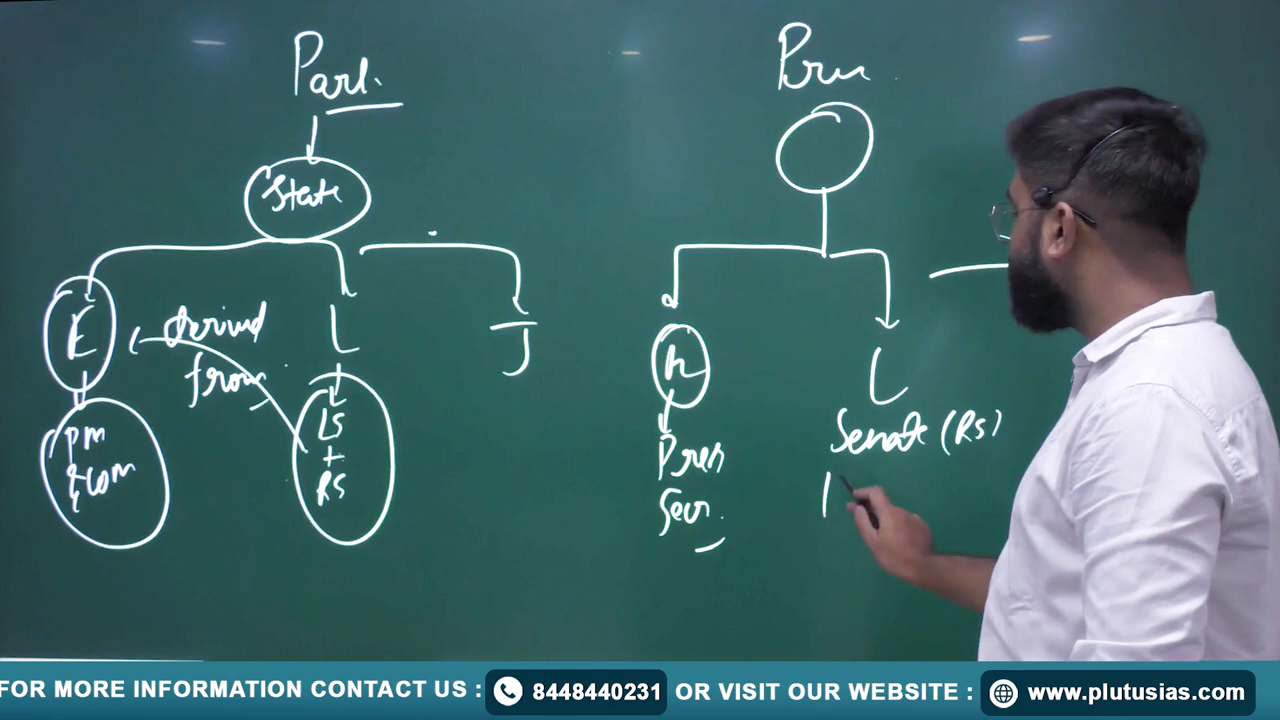 Parl.
State
E
derived
from
L
J
PM
& COM
LS
+
RS
Pres
Secr.
L
Senate (RS)
FOR MORE INFORMATION CONTACT US : 8448440231 OR VISIT OUR WEBSITE : www.plutusias.com